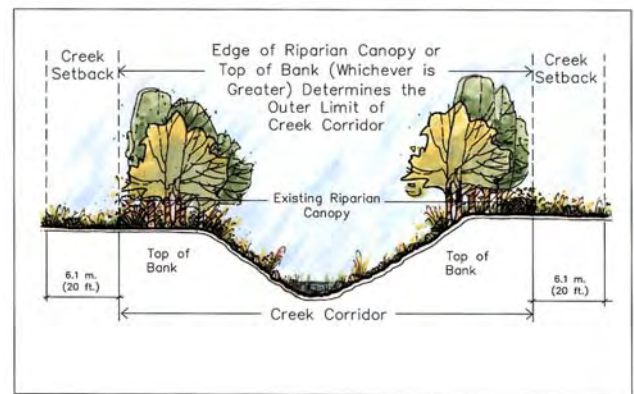 Creek
Setback
Edge of Riparian Canopy or
Top of Bank (Whichever is
Greater) Determines the
Outer Limit of
Creek Corridor
Creek
Setback
Existing Riparian
Canopy
Top of
Bank
Top of
Bank
6.1 m.
(20 ft.)
6.1 m.
(20 ft.)
Creek Corridor